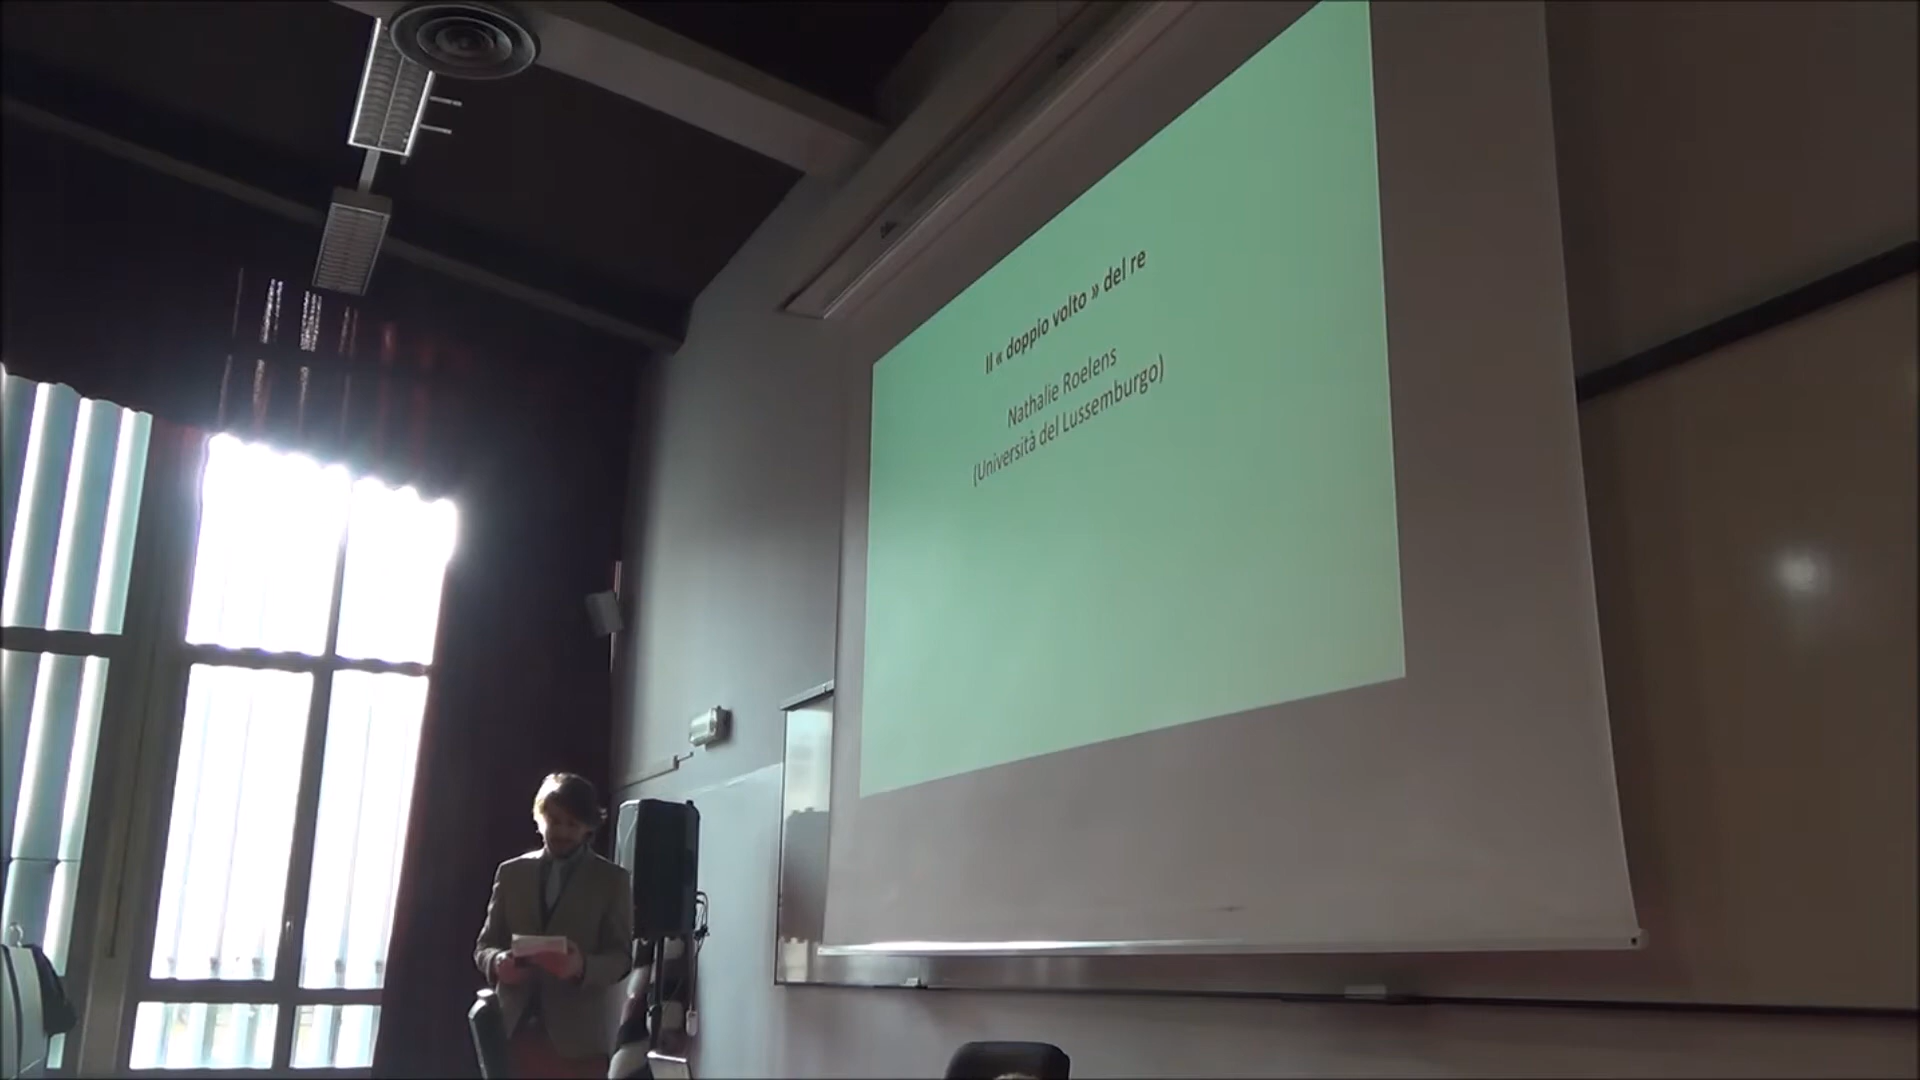 Il « doppio volto » del re
Nathalie Roelens
(Università del Lussemburgo)